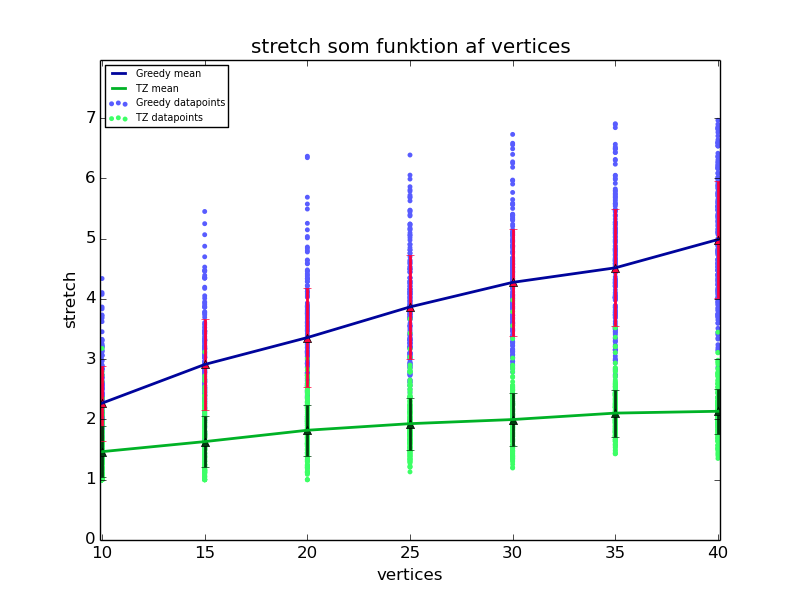 stretch som funktion af vertices
Greedy mean
TZ mean
Greedy datapoints
TZ datapoints
7
6
5
4
3
2
1
0
stretch
10 15 20 25 30 35 40
vertices